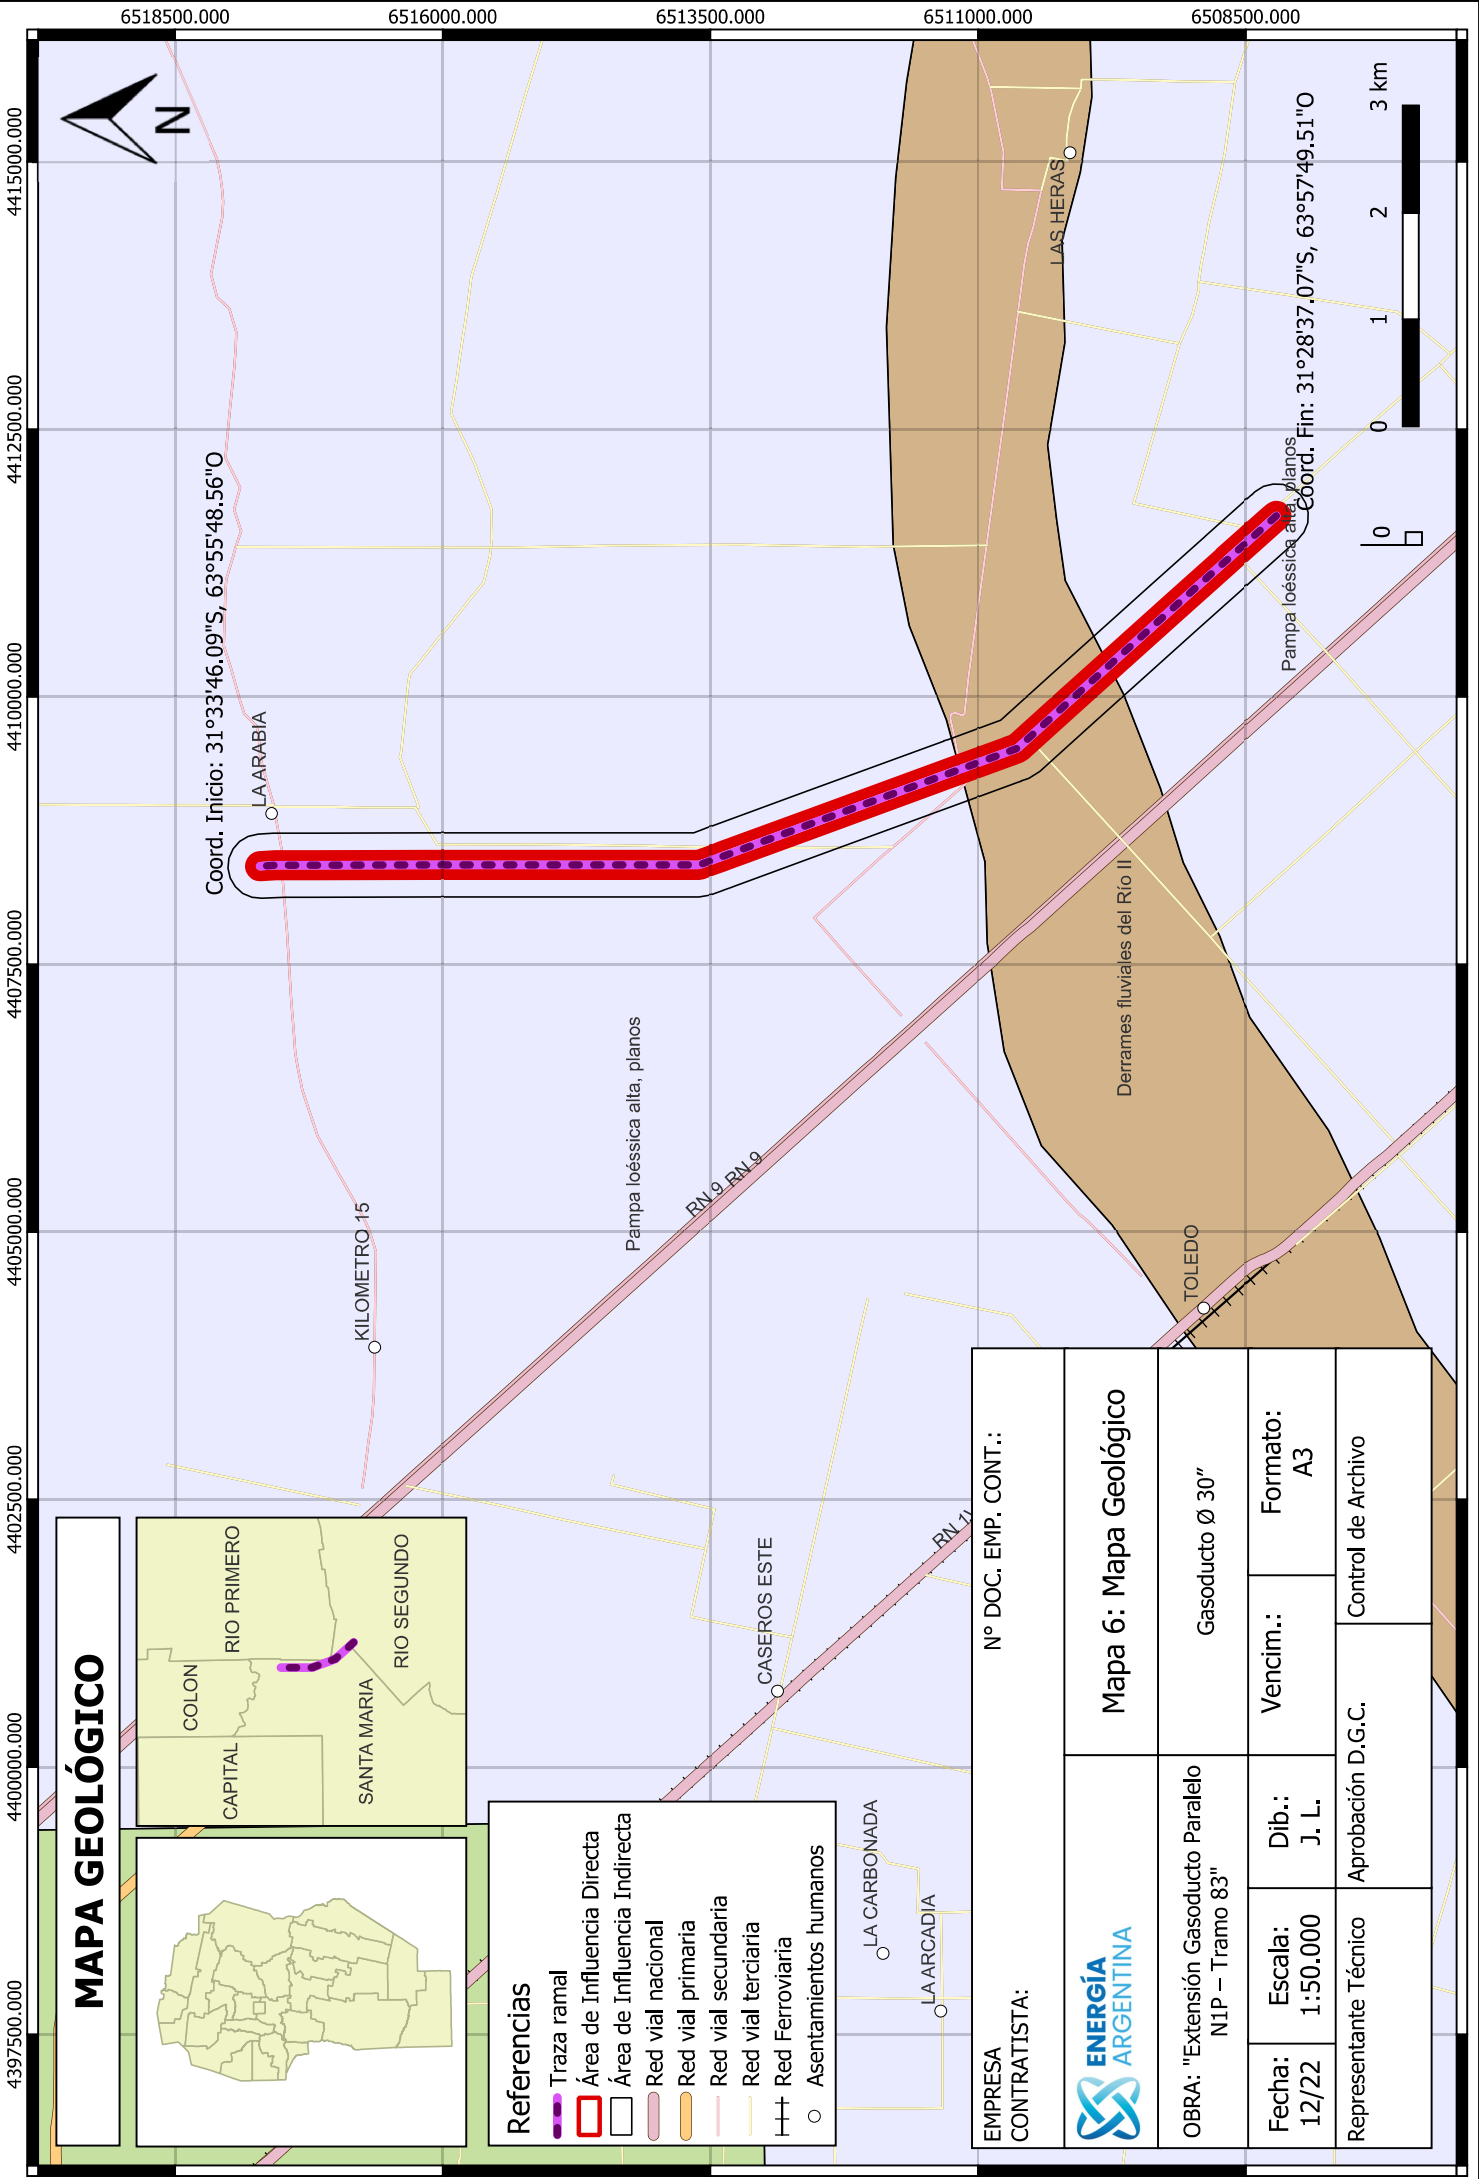 MAPA GEOLÓGICO
CAPITAL
COLON
RIO PRIMERO
SANTA MARIA
RIO SEGUNDO
Referencias
Traza ramal
Área de Influencia Directa
Área de Influencia Indirecta
Red vial nacional
Red vial primaria
Red vial secundaria
Red vial terciaria
Red Ferroviaria
Asentamientos humanos
4397500.000
4400000.000
4402500.000
4405000.000
4407500.000
4410000.000
4412500.000
4415000.000
6518500.000
6516000.000
6513500.000
6511000.000
6508500.000
N
Coord. Inicio: 31°33'46.09"S, 63°55'48.56"O
LA ARABIA
KILOMETRO 15
Pampa loéssica alta, planos
RN 9 RN 9
CASEROS ESTE
LA CARBONADA
LA ARCADIA
LAS HERAS
Derrames fluviales del Río II
TOLEDO
Pampa loéssica alta, planos
Coord. Fin: 31°28'37.07"S, 63°57'49.51"O
0
0 1 2 3 km
EMPRESA
CONTRATISTA:
N° DOC. EMP. CONT.:
ENERGÍA
ARGENTINA
Mapa 6: Mapa Geológico
OBRA: "Extensión Gasoducto Paralelo
N1P – Tramo 83"
Gasoducto Ø 30”
Fecha:
12/22
Escala:
1:50.000
Dib.:
J. L.
Vencim.:
Formato:
A3
Representante Técnico
Aprobación D.G.C.
Control de Archivo